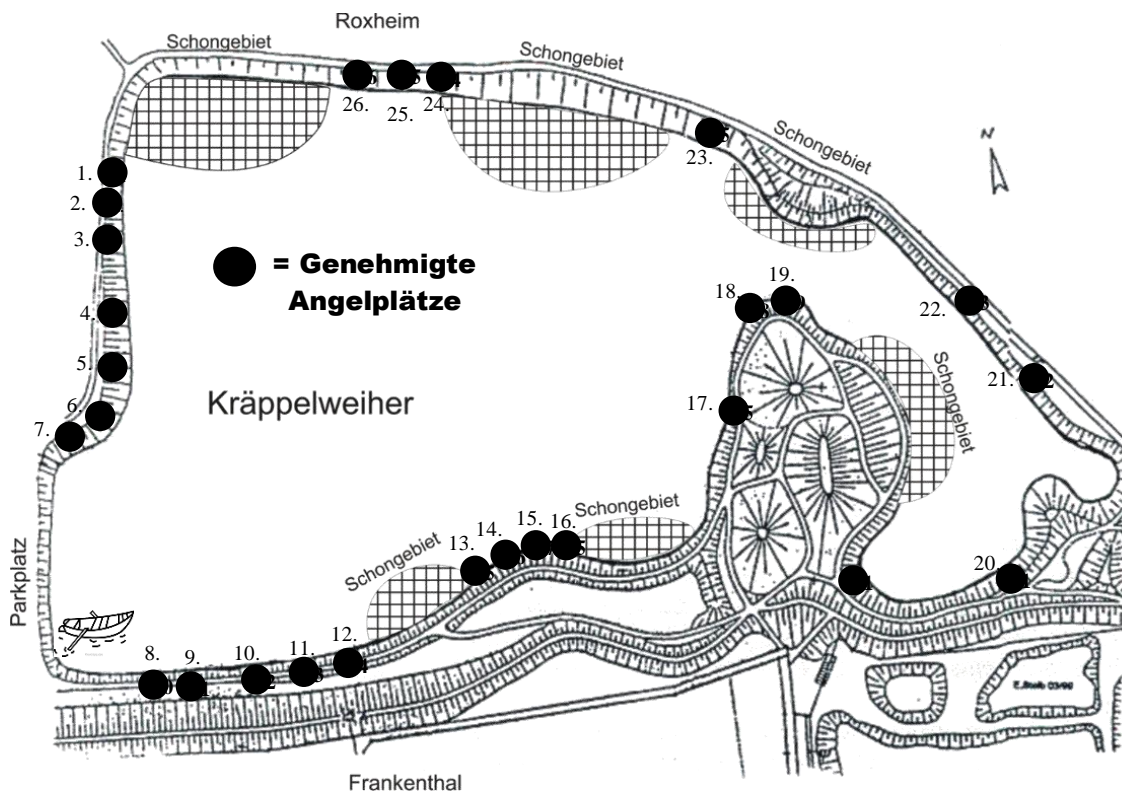 Roxheim
Schongebiet
Schongebiet
26.
25.
24.
Schongebiet
23.
N
1.
2.
3.
= Genehmigte
Angelplätze
4.
18.
19.
22.
5.
21.
Kräppelweiher
6.
17.
7.
Schongebiet
Schongebiet
Schongebiet
13.
14.
15.
16.
20.
Parkplatz
8.
9.
10.
11.
12.
Frankenthal